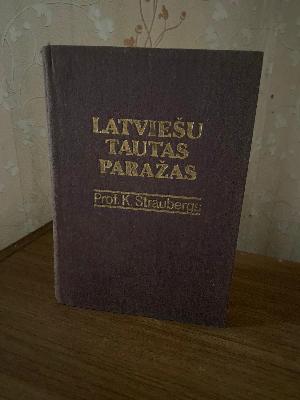 LATVIEŠU
TAUTAS
PARAŽAS
Prof. K. Straubergs